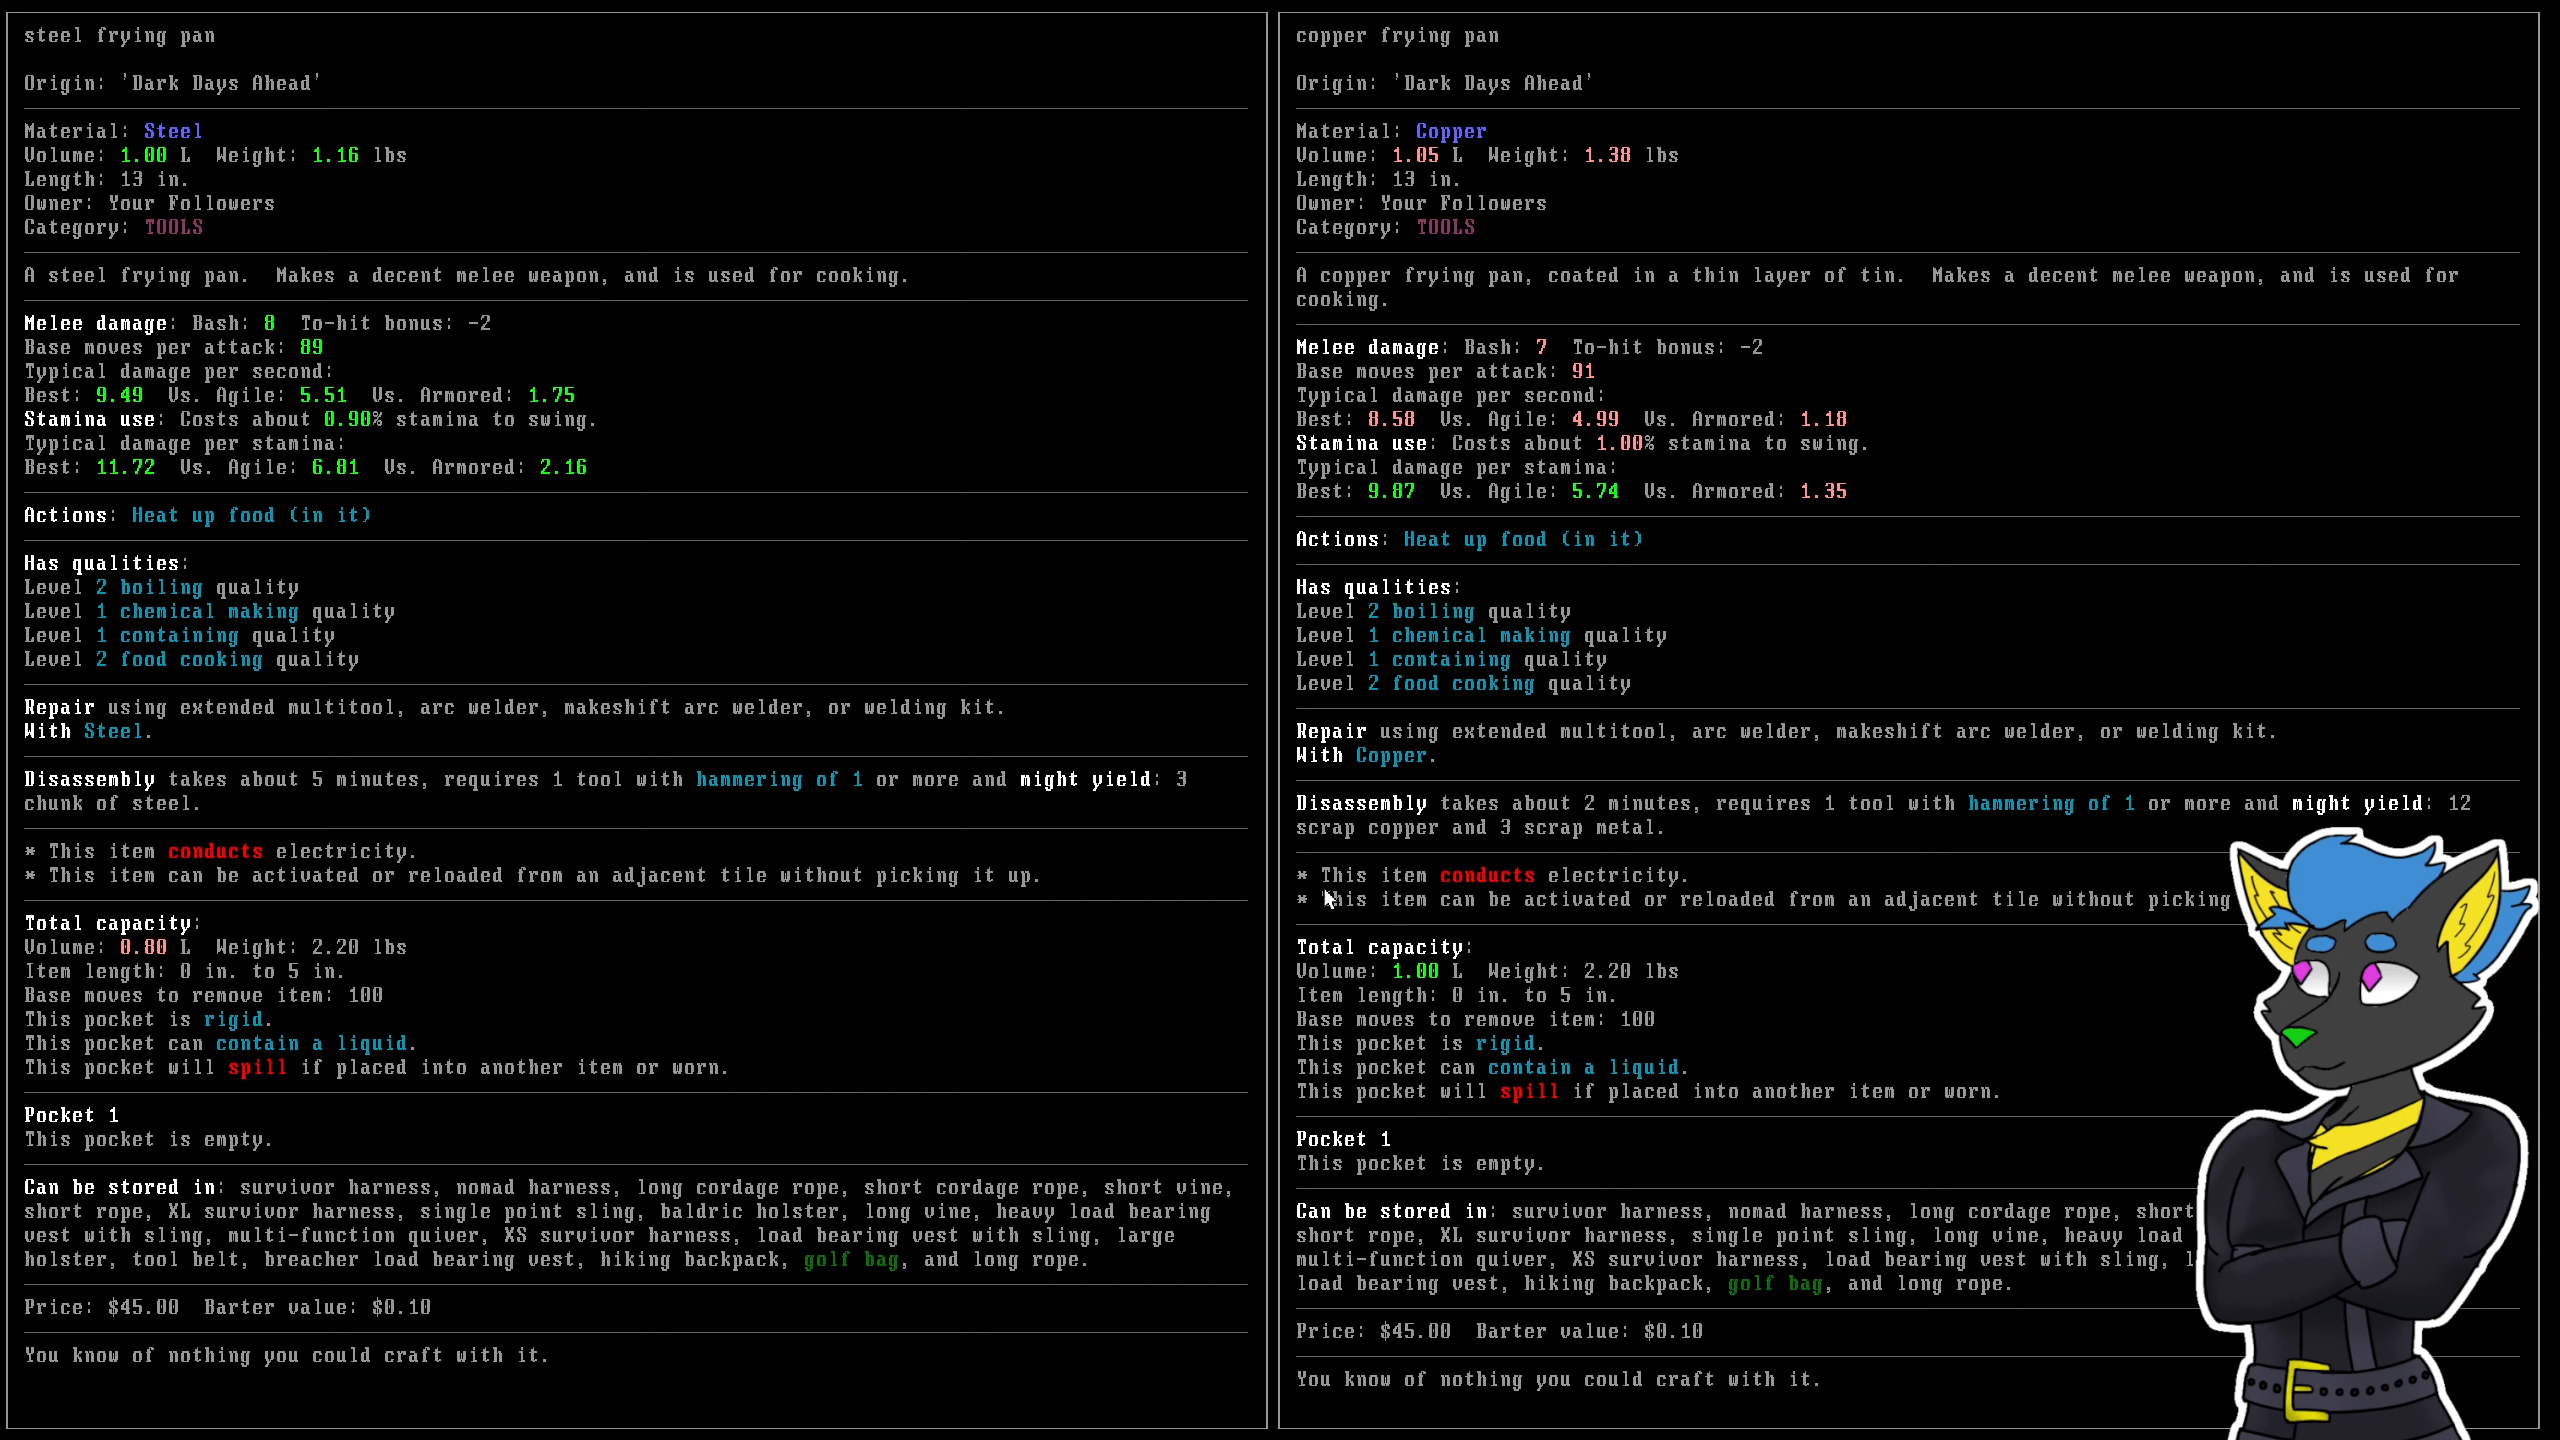 steel frying pan
Origin: 'Dark Days Ahead'
Material: Steel
Volume: 1.00 L  Weight: 1.16 lbs
Length: 13 in.
Owner: Your Followers
Category: TOOLS
A steel frying pan.  Makes a decent melee weapon, and is used for cooking.
Melee damage: Bash: 8  To-hit bonus: -2
Base moves per attack: 89
Typical damage per second:
Best: 9.49  Vs. Agile: 5.51  Vs. Armored: 1.75
Stamina use: Costs about 0.90% stamina to swing.
Typical damage per stamina:
Best: 11.72  Vs. Agile: 6.81  Vs. Armored: 2.16
Actions: Heat up food (in it)
Has qualities:
Level 2 boiling quality
Level 1 chemical making quality
Level 1 containing quality
Level 2 food cooking quality
Repair using extended multitool, arc welder, makeshift arc welder, or welding kit.
With Steel.
Disassembly takes about 5 minutes, requires 1 tool with hammering of 1 or more and might yield: 3
chunk of steel.
* This item conducts electricity.
* This item can be activated or reloaded from an adjacent tile without picking it up.
Total capacity:
Volume: 0.80 L  Weight: 2.20 lbs
Item length: 0 in. to 5 in.
Base moves to remove item: 100
This pocket is rigid.
This pocket can contain a liquid.
This pocket will spill if placed into another item or worn.
Pocket 1
This pocket is empty.
Can be stored in: survivor harness, nomad harness, long cordage rope, short cordage rope, short vine,
short rope, XL survivor harness, single point sling, baldric holster, long vine, heavy load bearing
vest with sling, multi-function quiver, XS survivor harness, load bearing vest with sling, large
holster, tool belt, breacher load bearing vest, hiking backpack, golf bag, and long rope.
Price: $45.00  Barter value: $0.10
You know of nothing you could craft with it.
copper frying pan
Origin: 'Dark Days Ahead'
Material: Copper
Volume: 1.05 L  Weight: 1.38 lbs
Length: 13 in.
Owner: Your Followers
Category: TOOLS
A copper frying pan, coated in a thin layer of tin.  Makes a decent melee weapon, and is used for
cooking.
Melee damage: Bash: 7  To-hit bonus: -2
Base moves per attack: 91
Typical damage per second:
Best: 8.58  Vs. Agile: 4.99  Vs. Armored: 1.18
Stamina use: Costs about 1.00% stamina to swing.
Typical damage per stamina:
Best: 9.87  Vs. Agile: 5.74  Vs. Armored: 1.35
Actions: Heat up food (in it)
Has qualities:
Level 2 boiling quality
Level 1 chemical making quality
Level 1 containing quality
Level 2 food cooking quality
Repair using extended multitool, arc welder, makeshift arc welder, or welding kit.
With Copper.
Disassembly takes about 2 minutes, requires 1 tool with hammering of 1 or more and might yield: 12
scrap copper and 3 scrap metal.
* This item conducts electricity.
* This item can be activated or reloaded from an adjacent tile without picking
Total capacity:
Volume: 1.00 L  Weight: 2.20 lbs
Item length: 0 in. to 5 in.
Base moves to remove item: 100
This pocket is rigid.
This pocket can contain a liquid.
This pocket will spill if placed into another item or worn.
Pocket 1
This pocket is empty.
Can be stored in: survivor harness, nomad harness, long cordage rope, short
short rope, XL survivor harness, single point sling, long vine, heavy load
multi-function quiver, XS survivor harness, load bearing vest with sling,
load bearing vest, hiking backpack, golf bag, and long rope.
Price: $45.00  Barter value: $0.10
You know of nothing you could craft with it.